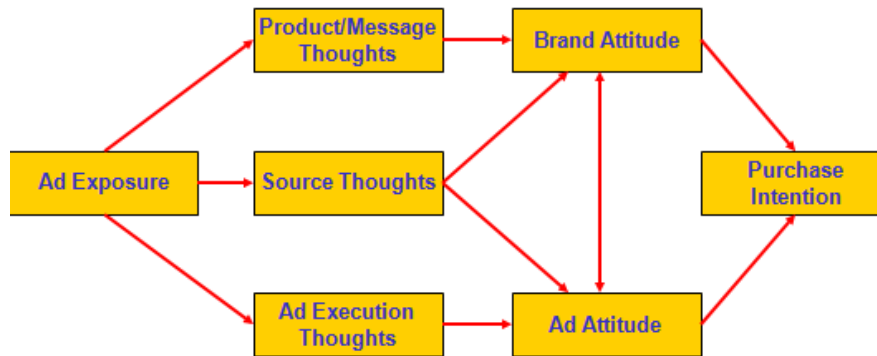 Product/Message
Thoughts
Brand Attitude
Ad Exposure
Source Thoughts
Purchase
Intention
Ad Execution
Thoughts
Ad Attitude